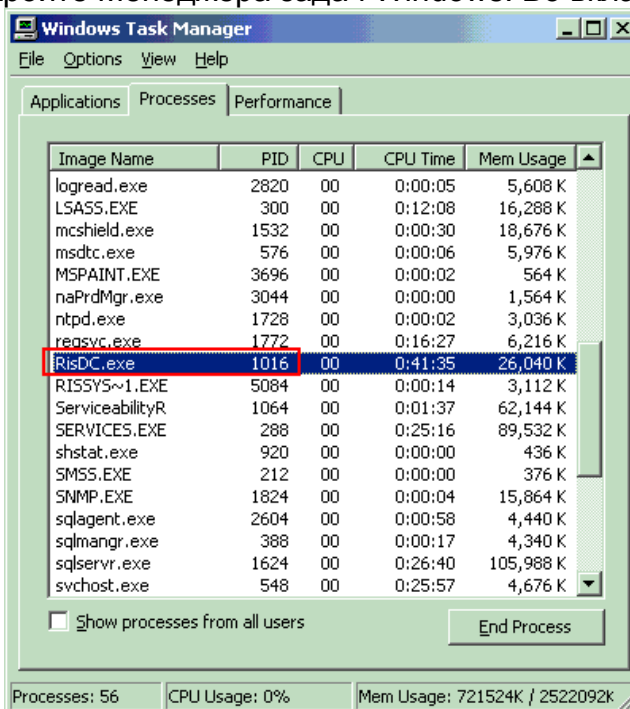 Менеджера Windows. Во
Windows Task Manager
File Options View Help
Applications Processes Performance
Image Name PID CPU CPU Time Mem Usage
logread.exe 2820 00 0:00:05 5,608 K
LSASS.EXE 300 00 0:12:08 16,288 K
mcshield.exe 1532 00 0:00:30 18,676 K
msdtc.exe 576 00 0:00:06 5,976 K
MSPAINT.EXE 3696 00 0:00:02 564 K
naPrdMgr.exe 3044 00 0:00:00 1,564 K
ntpd.exe 1728 00 0:00:02 3,036 K
regsvc.exe 1772 00 0:16:27 6,216 K
RisDC.exe 1016 00 0:41:35 26,040 K
RISSYS~1.EXE 5084 00 0:00:14 3,112 K
ServiceabilityR 1064 00 0:01:37 62,144 K
SERVICES.EXE 288 00 0:25:16 89,532 K
shstat.exe 920 00 0:00:00 436 K
SMSS.EXE 212 00 0:00:00 376 K
SNMP.EXE 1824 00 0:00:04 15,864 K
sqlagent.exe 2604 00 0:00:58 4,440 K
sqlmangr.exe 388 00 0:00:17 4,340 K
sqlservr.exe 1624 00 0:26:40 105,988 K
svchost.exe 548 00 0:25:57 4,676 K
Show processes from all users End Process
Processes: 56 CPU Usage: 0% Mem Usage: 721524K / 2522092K